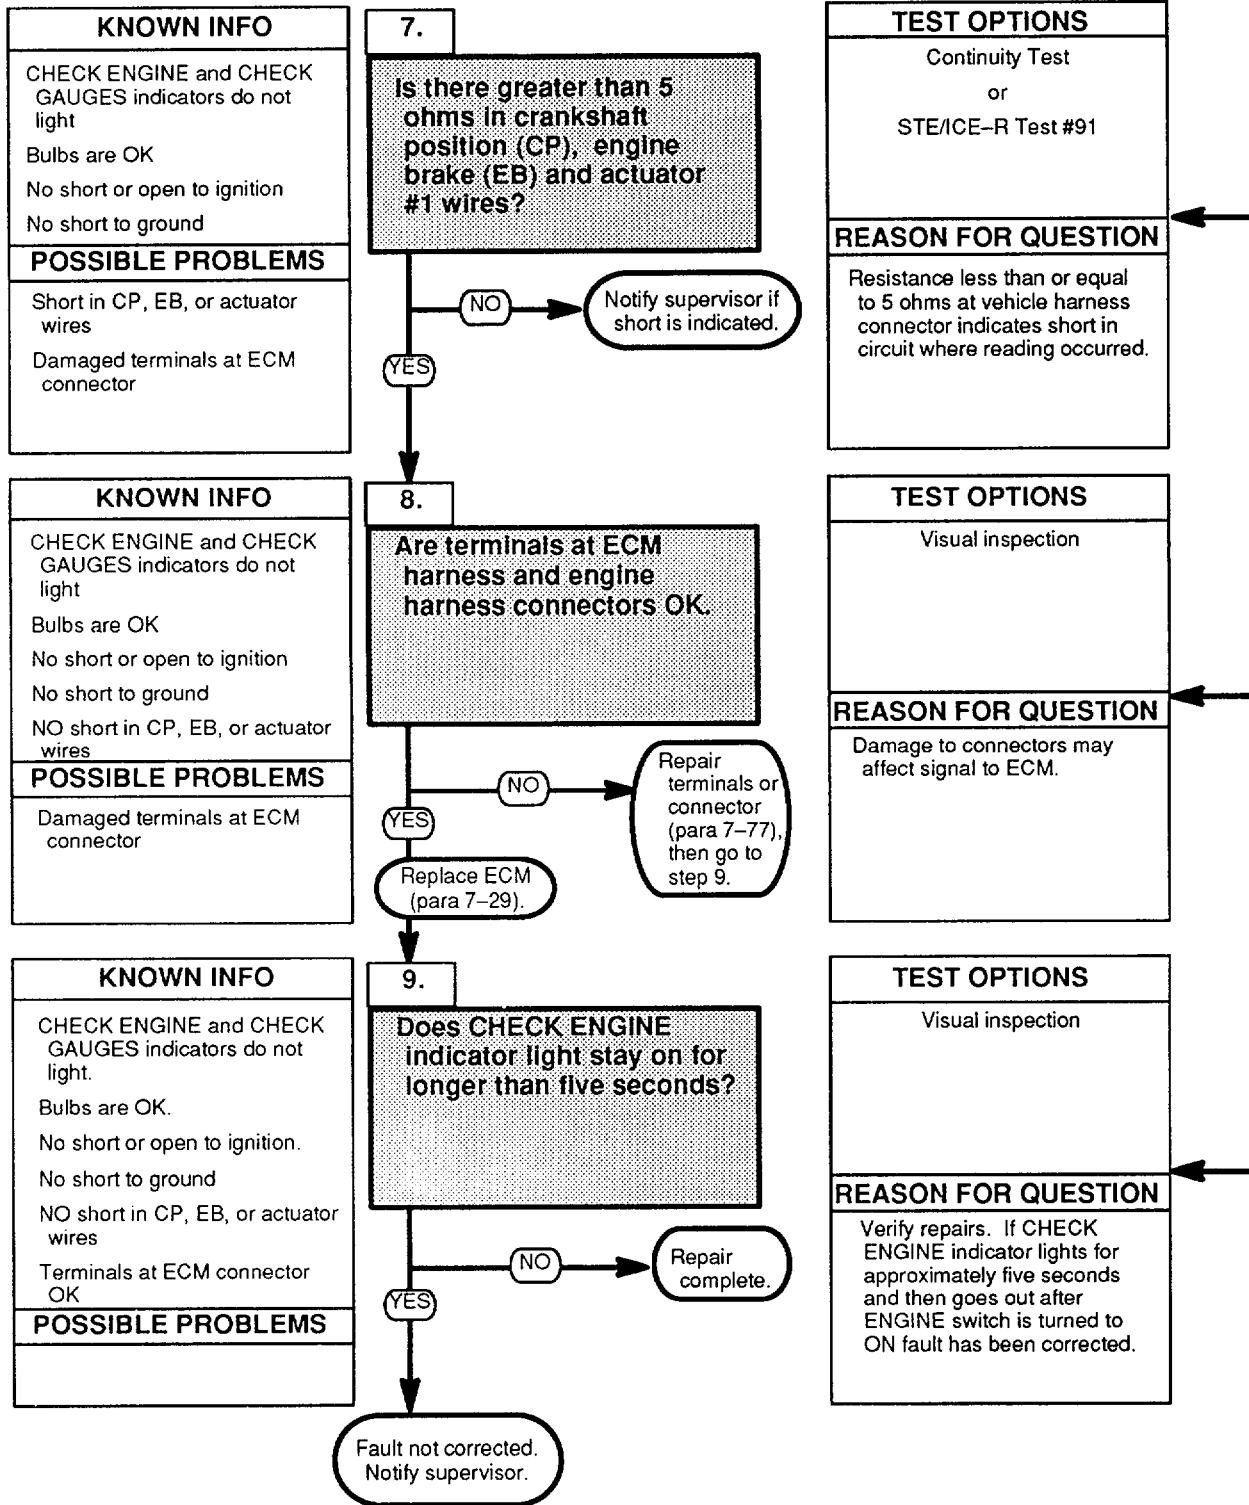 KNOWN INFO
CHECK ENGINE and CHECK
GAUGES indicators do not
light
Bulbs are OK
No short or open to ignition
No short to ground
POSSIBLE PROBLEMS
Short in CP, EB, or actuator
wires
Damaged terminals at ECM
connector
7.
Is there greater than 5
ohms in crankshaft
position (CP), engine
brake (EB) and actuator
#1 wires?
NO
Notify supervisor if
short is indicated.
YES
TEST OPTIONS
Continuity Test
or
STE/ICE–R Test #91
REASON FOR QUESTION
Resistance less than or equal
to 5 ohms at vehicle harness
connector indicates short in
circuit where reading occurred.
KNOWN INFO
CHECK ENGINE and CHECK
GAUGES indicators do not
light
Bulbs are OK
No short or open to ignition
No short to ground
NO short in CP, EB, or actuator
wires
POSSIBLE PROBLEMS
Damaged terminals at ECM
connector
8.
Are terminals at ECM
harness and engine
harness connectors OK.
NO
Repair
terminals or
connector
(para 7–77),
then go to
step 9.
YES
Replace ECM
(para 7–29).
TEST OPTIONS
Visual inspection
REASON FOR QUESTION
Damage to connectors may
affect signal to ECM.
KNOWN INFO
CHECK ENGINE and CHECK
GAUGES indicators do not
light.
Bulbs are OK.
No short or open to ignition.
No short to ground
NO short in CP, EB, or actuator
wires
Terminals at ECM connector
OK
POSSIBLE PROBLEMS
9.
Does CHECK ENGINE
indicator light stay on for
longer than five seconds?
NO
Repair
complete.
YES
Fault not corrected.
Notify supervisor.
TEST OPTIONS
Visual inspection
REASON FOR QUESTION
Verify repairs. If CHECK
ENGINE indicator lights for
approximately five seconds
and then goes out after
ENGINE switch is turned to
ON fault has been corrected.